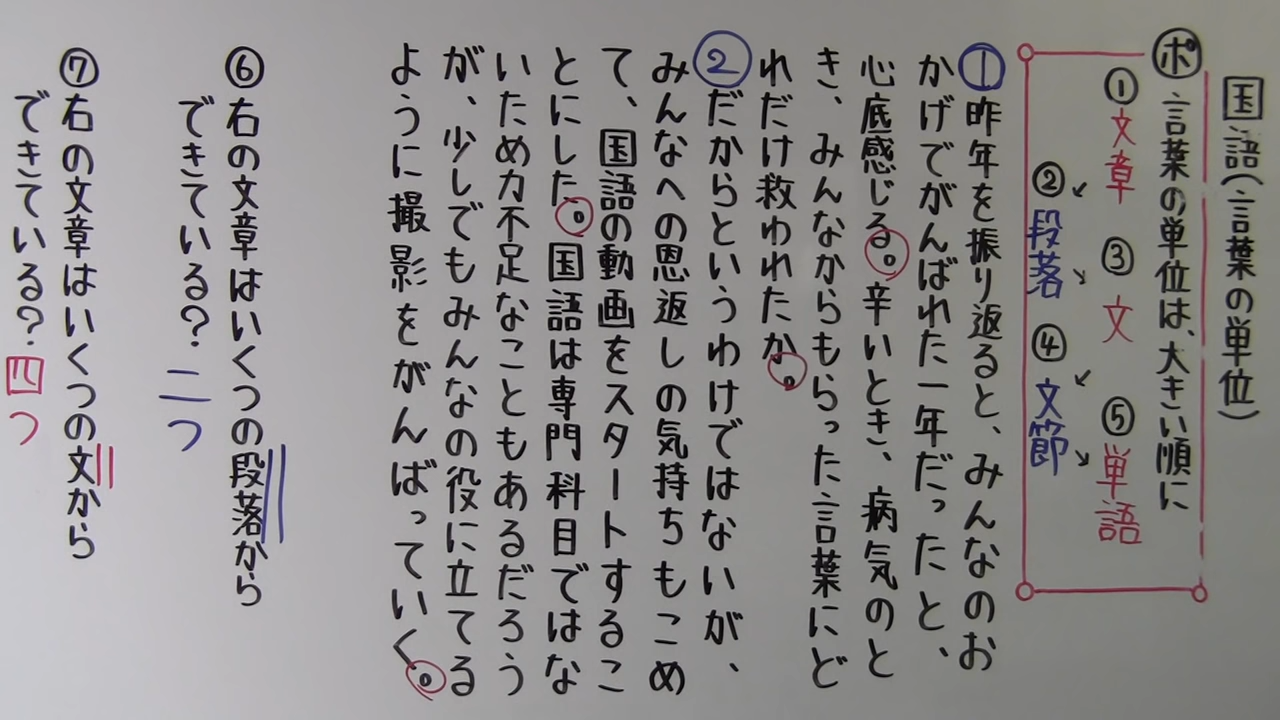 国語(言葉の単位)
ポ 言葉の単位は、大きい順に
①文章
②段落
③文
④文節
⑤単語
1昨年を振り返ると、みんなのお
かげでがんばれた一年だったと、
心底感じる。辛いとき、病気のと
き、みんなからもらった言葉にど
れだけ救われたか。
2だからというわけではないが、
みんなへの恩返しの気持ちもこめ
て、国語の動画をスタートするこ
とにした。国語は専門科目ではな
いため力不足なこともあるだろう
が、少しでもみんなの役に立てる
ように撮影をがんばっていく。
⑥右の文章はいくつの段落から
できている?二つ
⑦右の文章はいくつの文から
できている?四つ